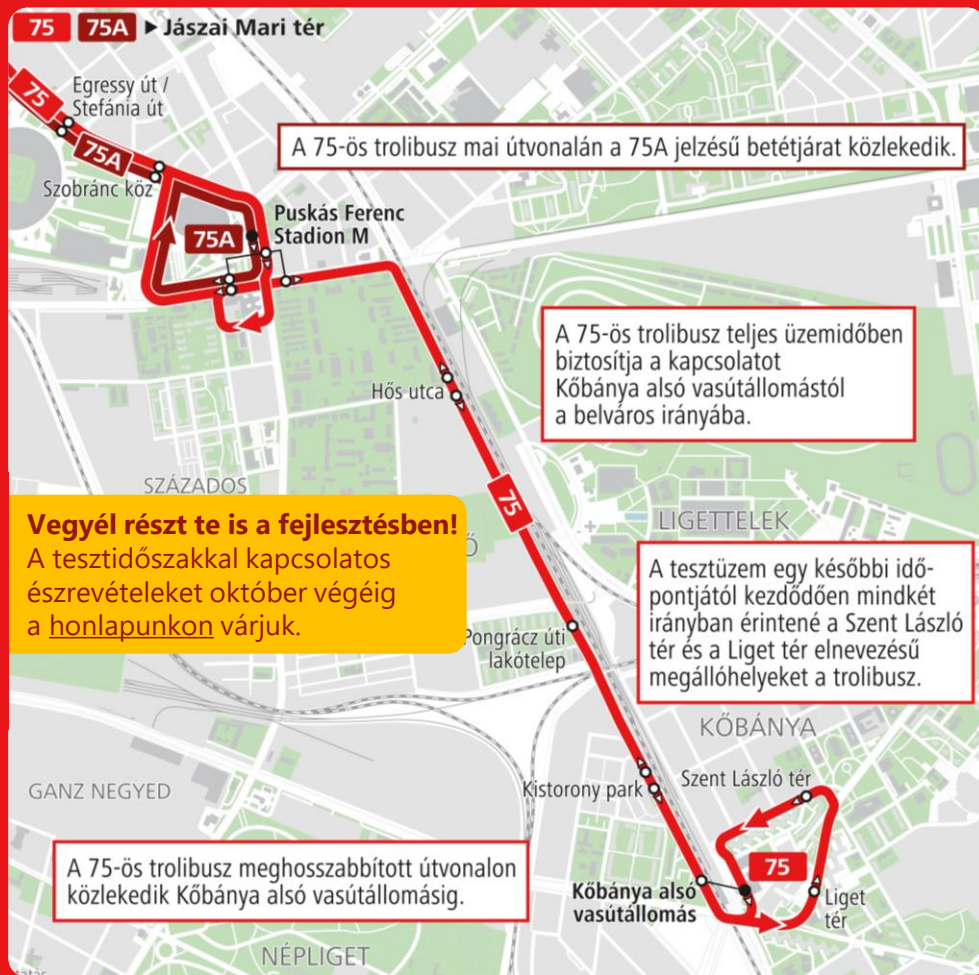 75 75A ▶ Jászai Mari tér
75
Egressy út /
Stefánia út
75A
Szobránc köz
A 75-ös trolibusz mai útvonalán a 75A jelzésű betétjárat közlekedik.
75A
Puskás Ferenc
Stadion M
A 75-ös trolibusz teljes üzemidőben
biztosítja a kapcsolatot
Kőbánya alsó vasútállomástól
a belváros irányába.
Hős utca
SZÁZADOS
75
Vegyél részt te is a fejlesztésben!
A tesztidőszakkal kapcsolatos
észrevételeket október végéig
a honlapunkon várjuk.
LIGETTELEK
A tesztüzem egy későbbi idő-
pontjától kezdődően mindkét
irányban érintené a Szent László
tér és a Liget tér elnevezésű
megállóhelyeket a trolibusz.
Pongrácz úti
lakótelep
KŐBÁNYA
GANZ NEGYED
Kistorony park
Szent László tér
A 75-ös trolibusz meghosszabbított útvonalon
közlekedik Kőbánya alsó vasútállomásig.
75
Kőbánya alsó
vasútállomás
Liget
tér
NÉPLIGET